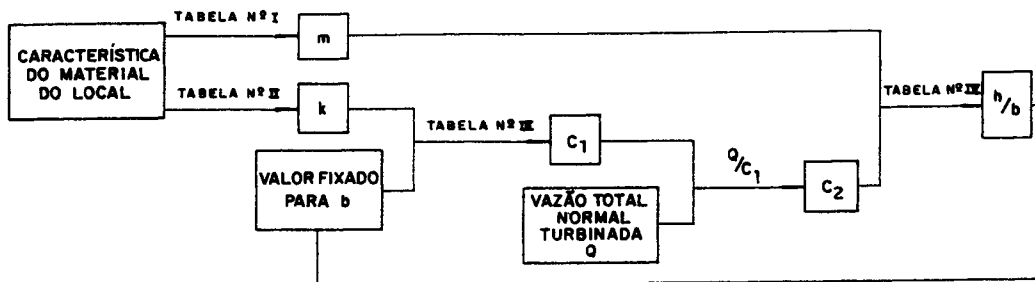 TABELA Nº I
m
CARACTERÍSTICA
DO MATERIAL
DO LOCAL
TABELA Nº II
k
TABELA Nº III
C1
VALOR FIXADO
PARA b
VAZÃO TOTAL
NORMAL
TURBINADA
Q
Q/C1
C2
TABELA Nº IV
h/b